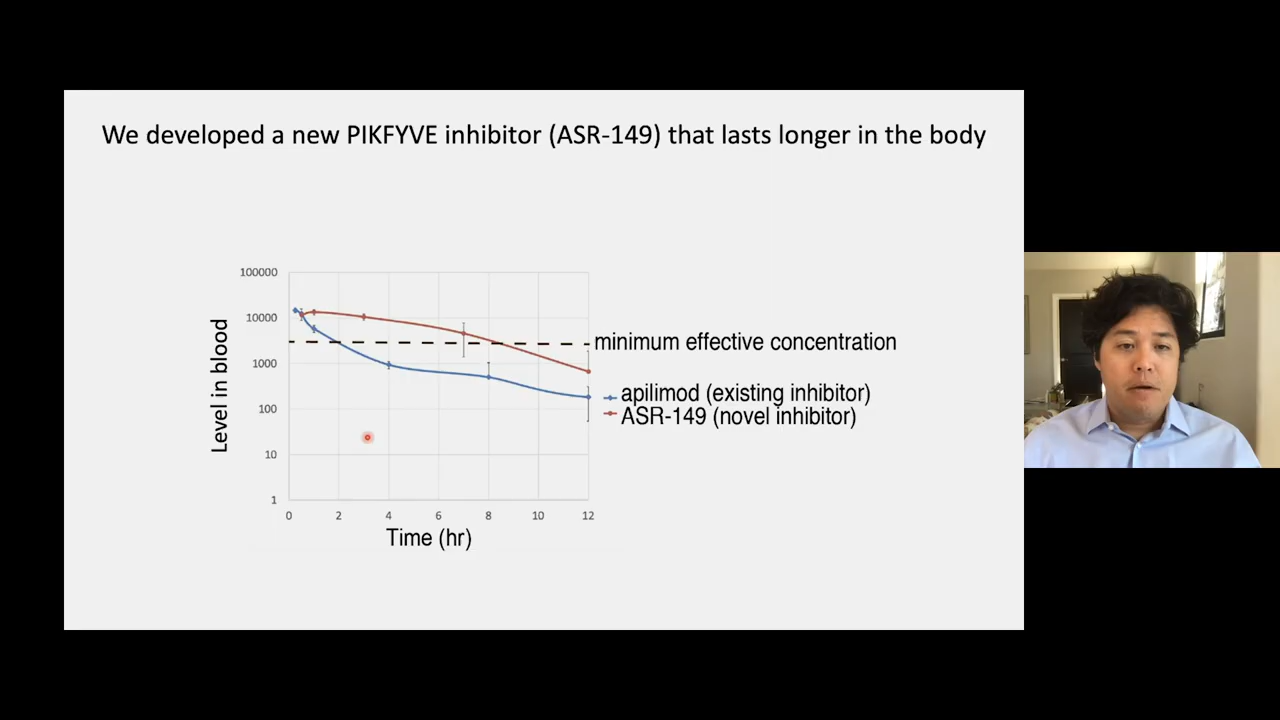 We developed a new PIKFYVE inhibitor (ASR-149) that lasts longer in the body
100000
10000
1000
100
10
1
Level in blood
0 2 4 6 8 10 12
Time (hr)
minimum effective concentration
apilimod (existing inhibitor)
ASR-149 (novel inhibitor)